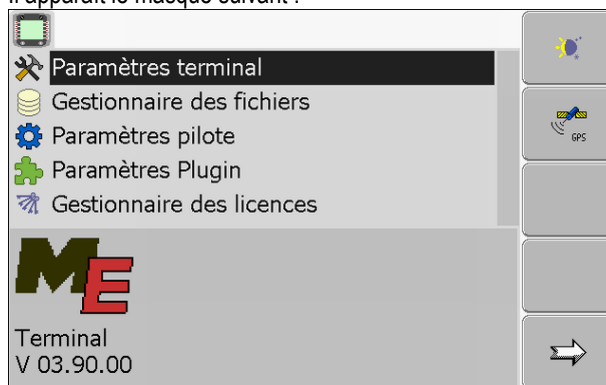 Il apparaît le masque suivant :
Paramètres terminal
Gestionnaire des fichiers
Paramètres pilote
Paramètres Plugin
Gestionnaire des licences
GPS
ME
Terminal
V 03.90.00